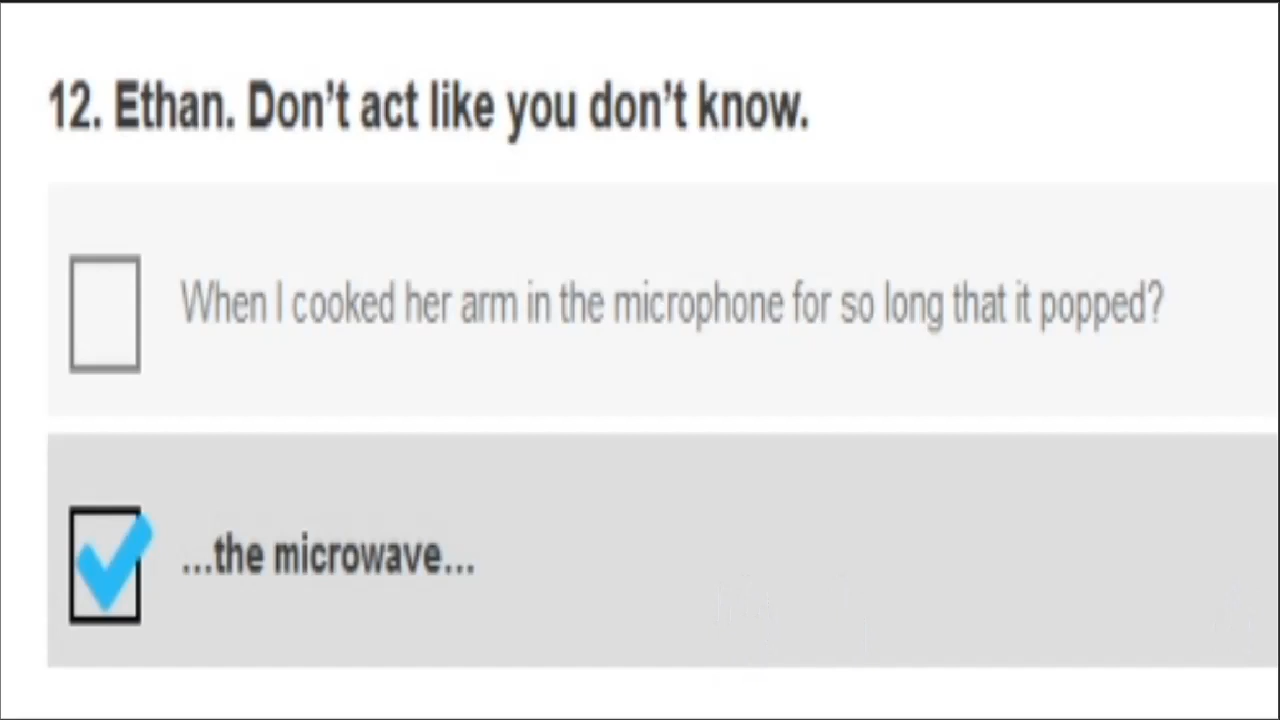 12. Ethan. Don’t act like you don’t know.
When I cooked her arm in the microphone for so long that it popped?
...the microwave...